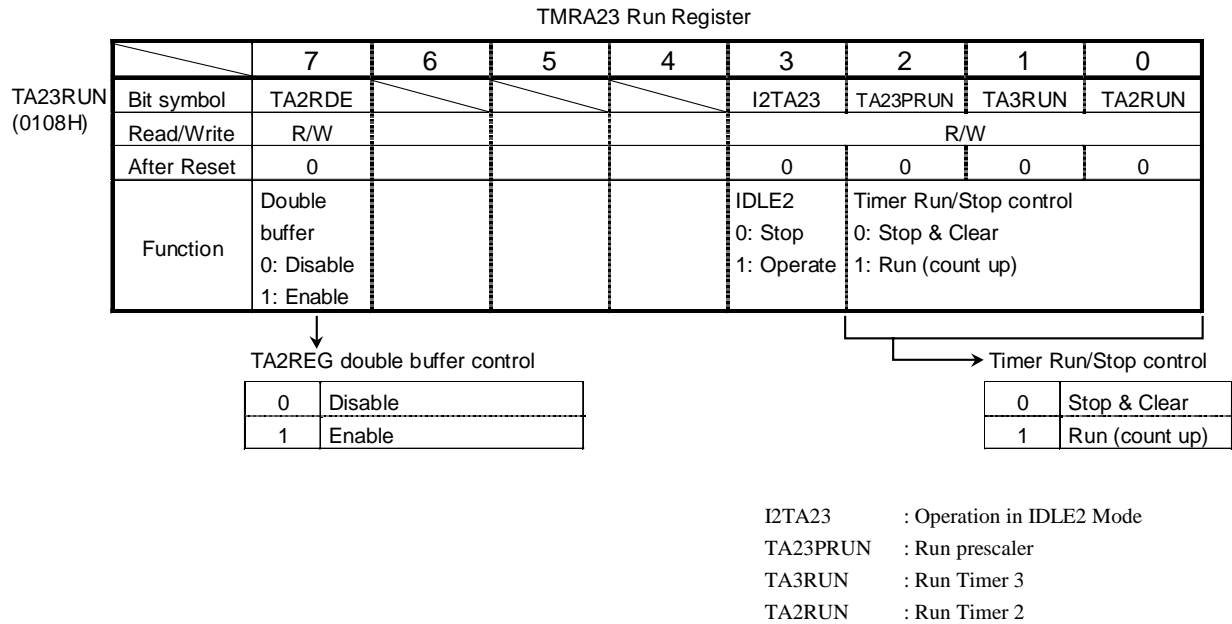 TMRA23 Run Register
7 6 5 4 3 2 1 0
TA23RUN Bit symbol TA2RDE I2TA23 TA23PRUN TA3RUN TA2RUN
(0108H) Read/Write R/W R/W
After Reset 0 0 0 0 0
Function
Double IDLE2 Timer Run/Stop control
buffer 0: Stop 0: Stop & Clear
0: Disable 1: Operate 1: Run (count up)
1: Enable
TA2REG double buffer control Timer Run/Stop control
0 Disable 0 Stop & Clear
1 Enable 1 Run (count up)
I2TA23 : Operation in IDLE2 Mode
TA23PRUN : Run prescaler
TA3RUN : Run Timer 3
TA2RUN : Run Timer 2